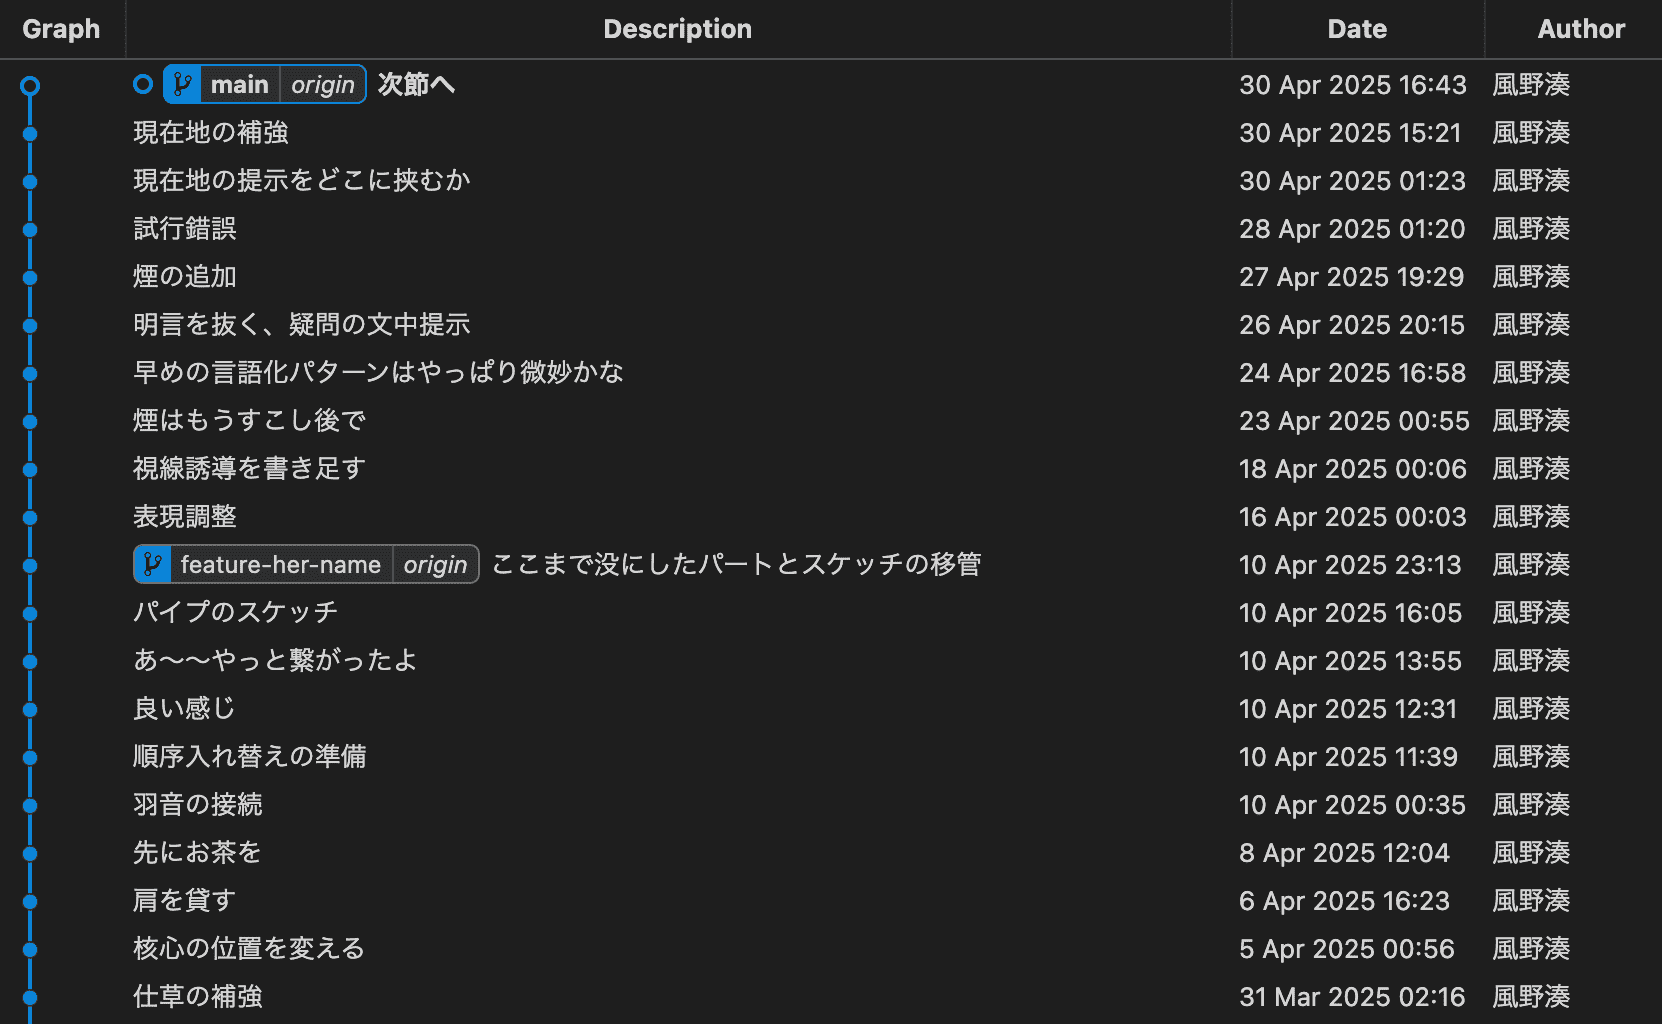 Graph Description Date Author
main origin 次節へ 30 Apr 2025 16:43 風野湊
現在地の補強 30 Apr 2025 15:21 風野湊
現在地の提示をどこに挟むか 30 Apr 2025 01:23 風野湊
試行錯誤 28 Apr 2025 01:20 風野湊
煙の追加 27 Apr 2025 19:29 風野湊
明言を抜く、疑問の文中提示 26 Apr 2025 20:15 風野湊
早めの言語化パターンはやっぱり微妙かな 24 Apr 2025 16:58 風野湊
煙はもうすこし後で 23 Apr 2025 00:55 風野湊
視線誘導を書き足す 18 Apr 2025 00:06 風野湊
表現調整 16 Apr 2025 00:03 風野湊
feature-her-name origin ここまで没にしたパートとスケッチの移管 10 Apr 2025 23:13 風野湊
パイプのスケッチ 10 Apr 2025 16:05 風野湊
あ〜〜やっと繋がったよ 10 Apr 2025 13:55 風野湊
良い感じ 10 Apr 2025 12:31 風野湊
順序入れ替えの準備 10 Apr 2025 11:39 風野湊
羽音の接続 10 Apr 2025 00:35 風野湊
先にお茶を 8 Apr 2025 12:04 風野湊
肩を貸す 6 Apr 2025 16:23 風野湊
核心の位置を変える 5 Apr 2025 00:56 風野湊
仕草の補強 31 Mar 2025 02:16 風野湊